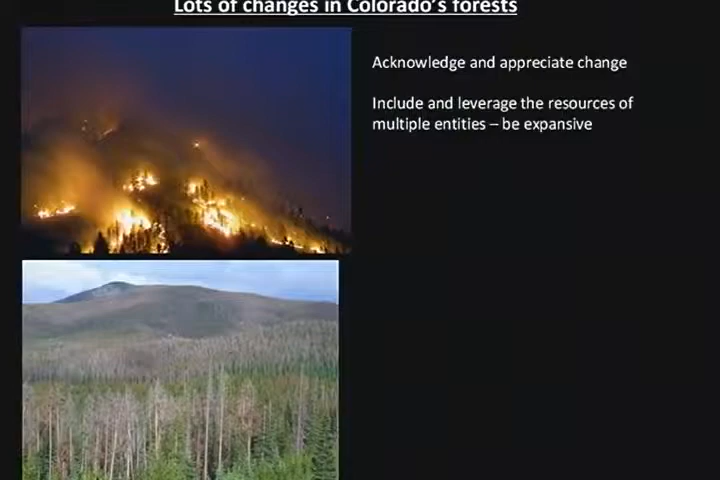 Lots of changes in Colorado's forests
Acknowledge and appreciate change
Include and leverage the resources of
multiple entities – be expansive